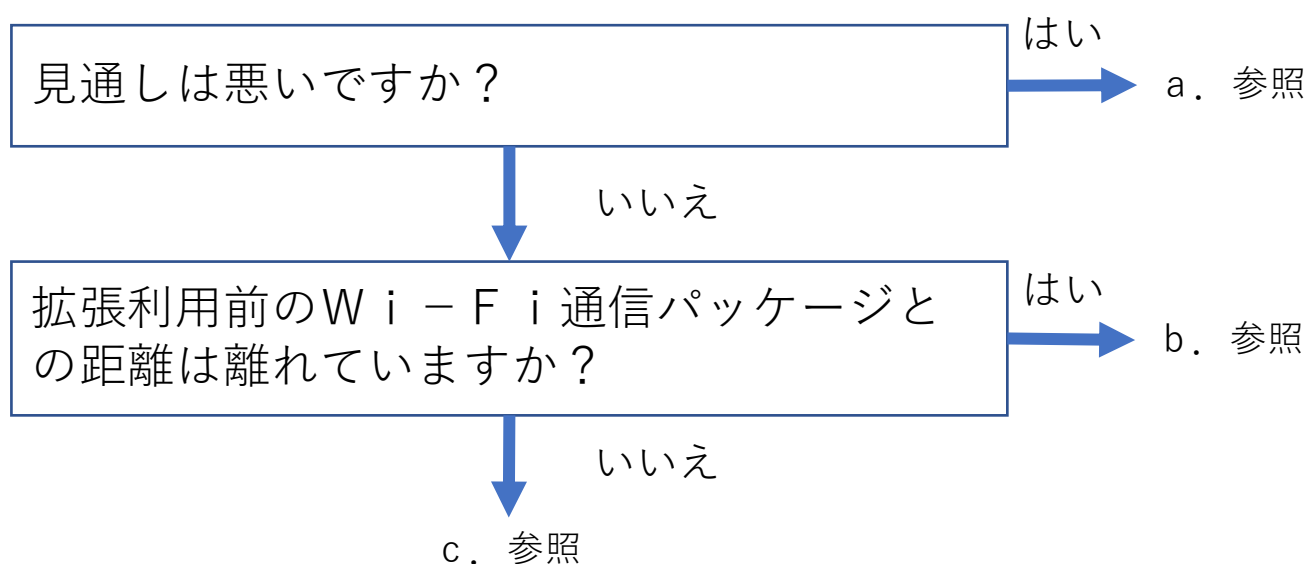 はい
見通しは悪いですか？
a．参照
いいえ
拡張利用前のＷｉ－Ｆｉ通信パッケージと
の距離は離れていますか？
はい
b．参照
いいえ
c．参照